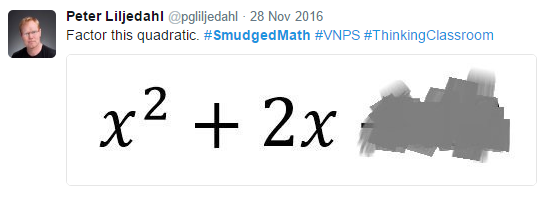 Peter Liljedahl @pgliljedahl · 28 Nov 2016
Factor this quadratic. #SmudgedMath #VNPS #ThinkingClassroom
x² + 2x